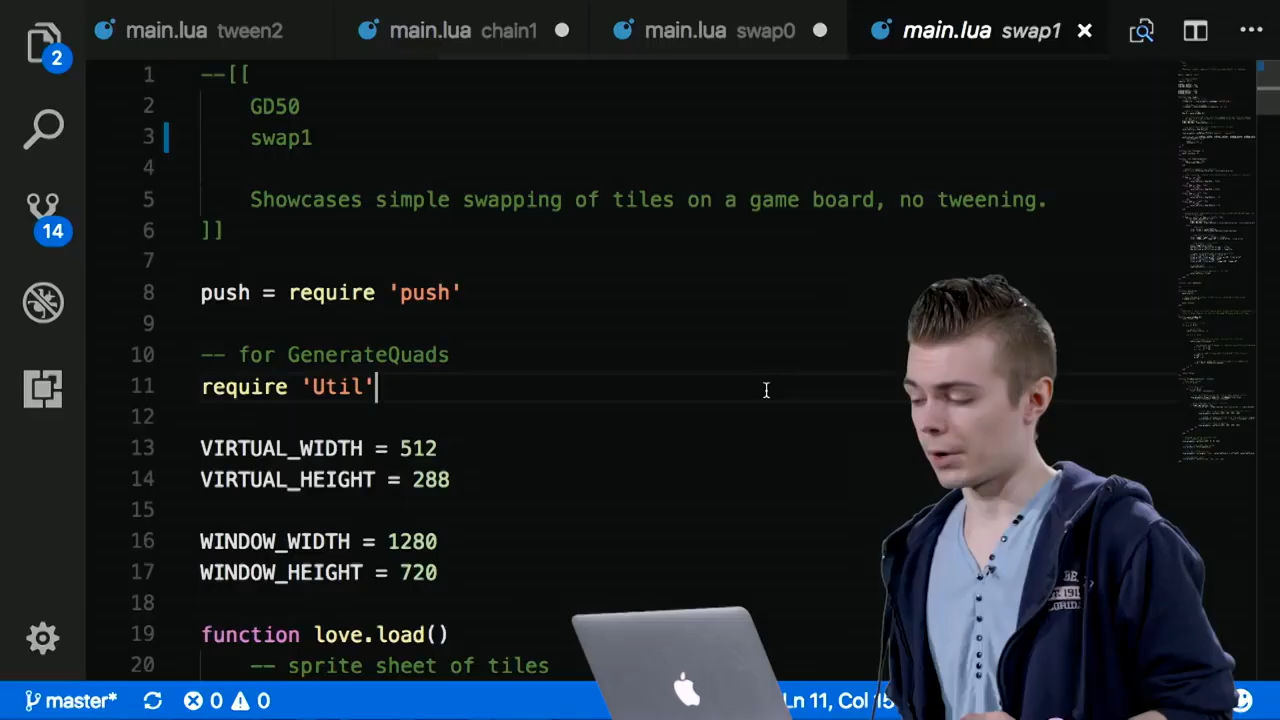 main.lua tween2 main.lua chain1 main.lua swap0 main.lua swap1
2
14
1 --[[
2 GD50
3 swap1
4
5 Showcases simple swapping of tiles on a game board, no tweening.
6 ]]
7
8 push = require 'push'
9
10 -- for GenerateQuads
11 require 'Util'
12
13 VIRTUAL_WIDTH = 512
14 VIRTUAL_HEIGHT = 288
15
16 WINDOW_WIDTH = 1280
17 WINDOW_HEIGHT = 720
18
19 function love.load()
20 -- sprite sheet of tiles
master* 0 0 Ln 11, Col 15